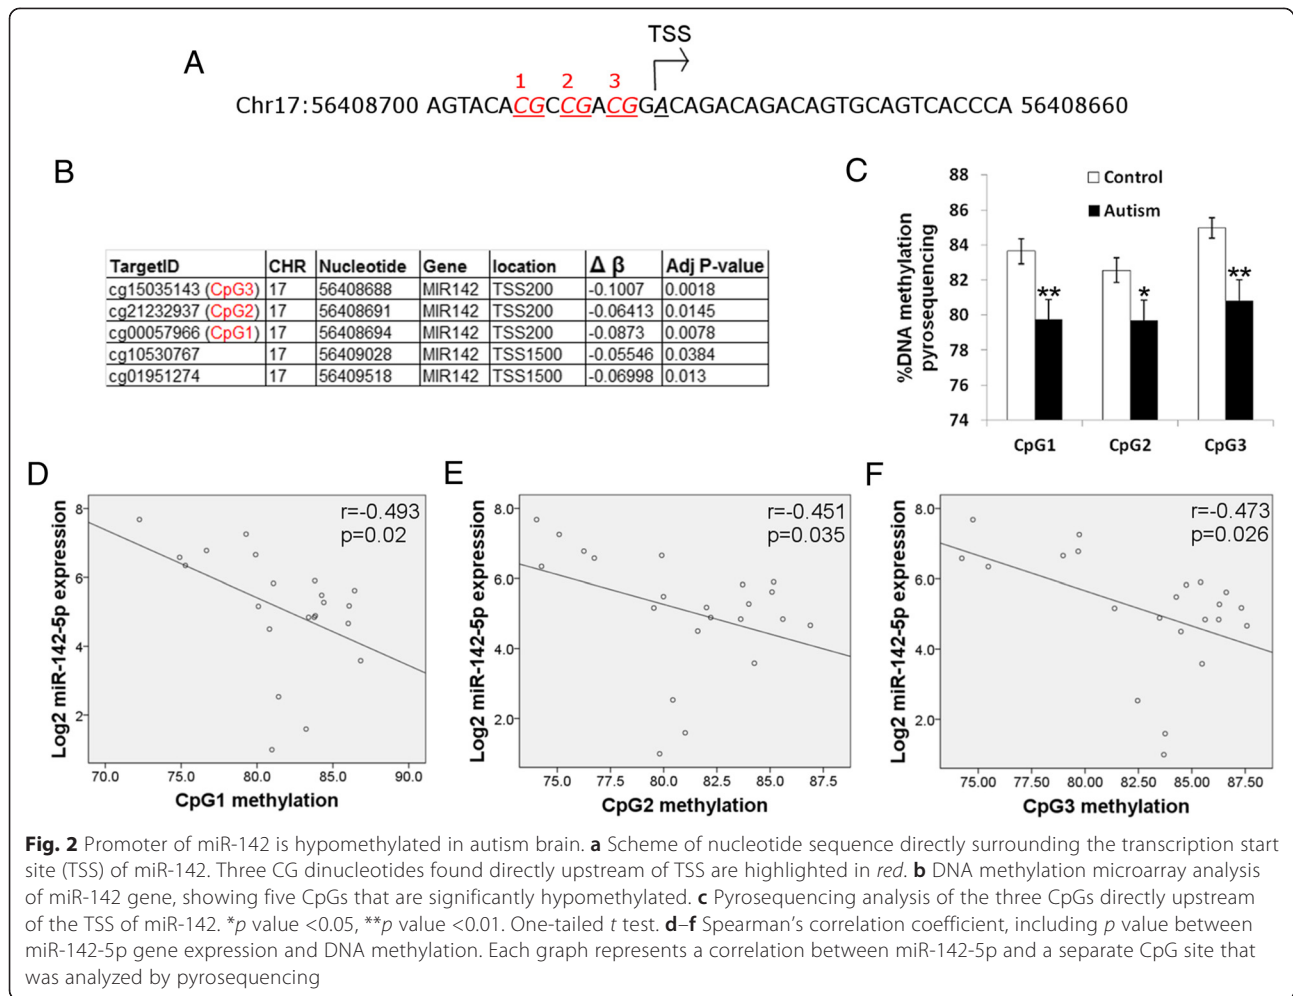 A
TSS
1 2 3
Chr17:56408700 AGTACACGCCGACGGACAGACAGACAGTGCAGTCACCCA 56408660
B
TargetID CHR Nucleotide Gene location Δ β Adj P-value
cg15035143 (CpG3) 17 56408688 MIR142 TSS200 -0.1007 0.0018
cg21232937 (CpG2) 17 56408691 MIR142 TSS200 -0.06413 0.0145
cg00057966 (CpG1) 17 56408694 MIR142 TSS200 -0.0873 0.0078
cg10530767 17 56409028 MIR142 TSS1500 -0.05546 0.0384
cg01951274 17 56409518 MIR142 TSS1500 -0.06998 0.013
C
%DNA methylation
pyrosequencing
88
86
84
82
80
78
76
74
Control
Autism
** * **
CpG1 CpG2 CpG3
D
Log2 miR-142-5p expression
8
6
4
2
r=-0.493
p=0.02
70.0 75.0 80.0 85.0 90.0
CpG1 methylation
E
Log2 miR-142-5p expression
8.0
6.0
4.0
2.0
r=-0.451
p=0.035
75.0 77.5 80.0 82.5 85.0 87.5
CpG2 methylation
F
Log2 miR-142-5p expression
8.0
6.0
4.0
2.0
r=-0.473
p=0.026
75.00 77.50 80.00 82.50 85.00 87.50
CpG3 methylation
Fig. 2 Promoter of miR-142 is hypomethylated in autism brain. a Scheme of nucleotide sequence directly surrounding the transcription start
site (TSS) of miR-142. Three CG dinucleotides found directly upstream of TSS are highlighted in red. b DNA methylation microarray analysis
of miR-142 gene, showing five CpGs that are significantly hypomethylated. c Pyrosequencing analysis of the three CpGs directly upstream
of the TSS of miR-142. *p value <0.05, **p value <0.01. One-tailed t test. d–f Spearman's correlation coefficient, including p value between
miR-142-5p gene expression and DNA methylation. Each graph represents a correlation between miR-142-5p and a separate CpG site that
was analyzed by pyrosequencing